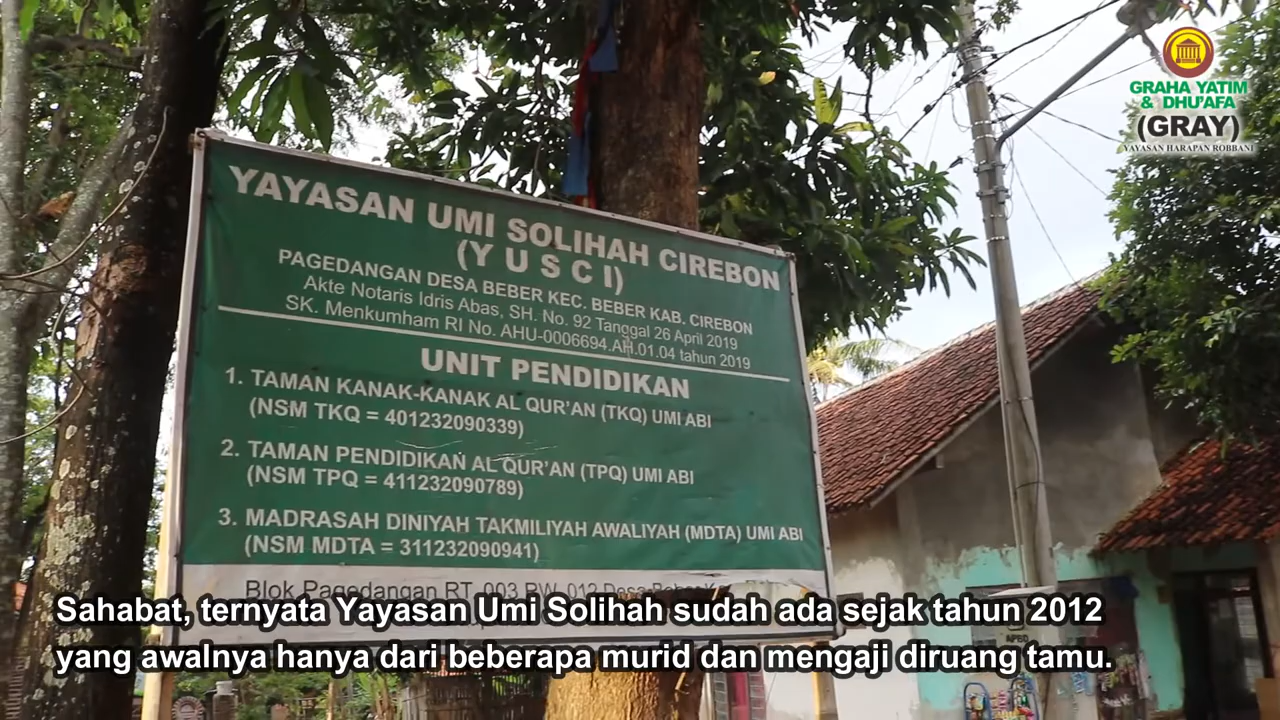 GRAHA YATIM
& DHU'AFA
(GRAY)
YAYASAN HARAPAN ROBBANI
YAYASAN UMI SOLIHAH CIREBON
(Y U S C I)
PAGEDANGAN DESA BEBER KEC. BEBER KAB. CIREBON
Akte Notaris Idris Abas, SH. No. 92 Tanggal 26 April 2019
SK. Menkumham RI No. AHU-0006694.AH.01.04 tahun 2019
UNIT PENDIDIKAN
1. TAMAN KANAK-KANAK AL QUR'AN (TKQ) UMI ABI
(NSM TKQ = 401232090339)
2. TAMAN PENDIDIKAN AL QUR'AN (TPQ) UMI ABI
(NSM TPQ = 411232090789)
3. MADRASAH DINIYAH TAKMILIYAH AWALIYAH (MDTA) UMI ABI
(NSM MDTA = 311232090941)
Blok Pagedangan RT. 003 RW. 012 Desa
Sahabat, ternyata Yayasan Umi Solihah sudah ada sejak tahun 2012
yang awalnya hanya dari beberapa murid dan mengaji diruang tamu.